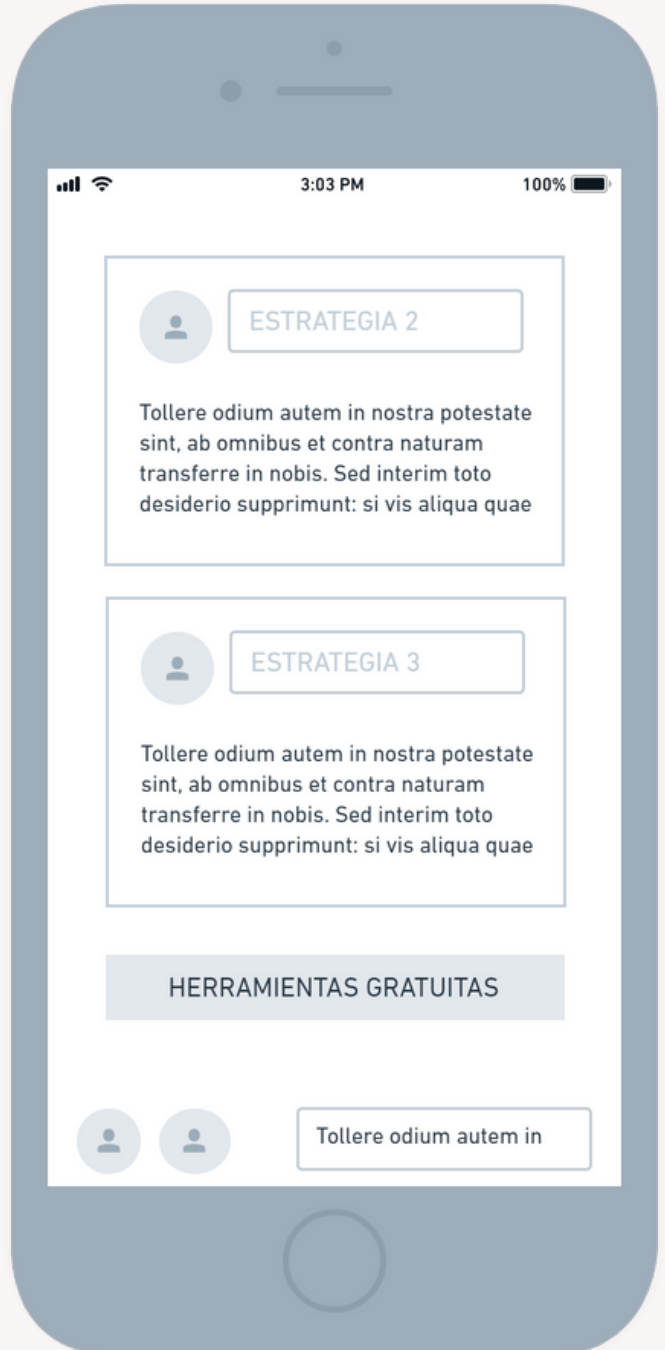 3:03 PM 100%
ESTRATEGIA 2
Tollere odium autem in nostra potestate
sint, ab omnibus et contra naturam
transferre in nobis. Sed interim toto
desiderio supprimunt: si vis aliqua quae
ESTRATEGIA 3
Tollere odium autem in nostra potestate
sint, ab omnibus et contra naturam
transferre in nobis. Sed interim toto
desiderio supprimunt: si vis aliqua quae
HERRAMIENTAS GRATUITAS
Tollere odium autem in